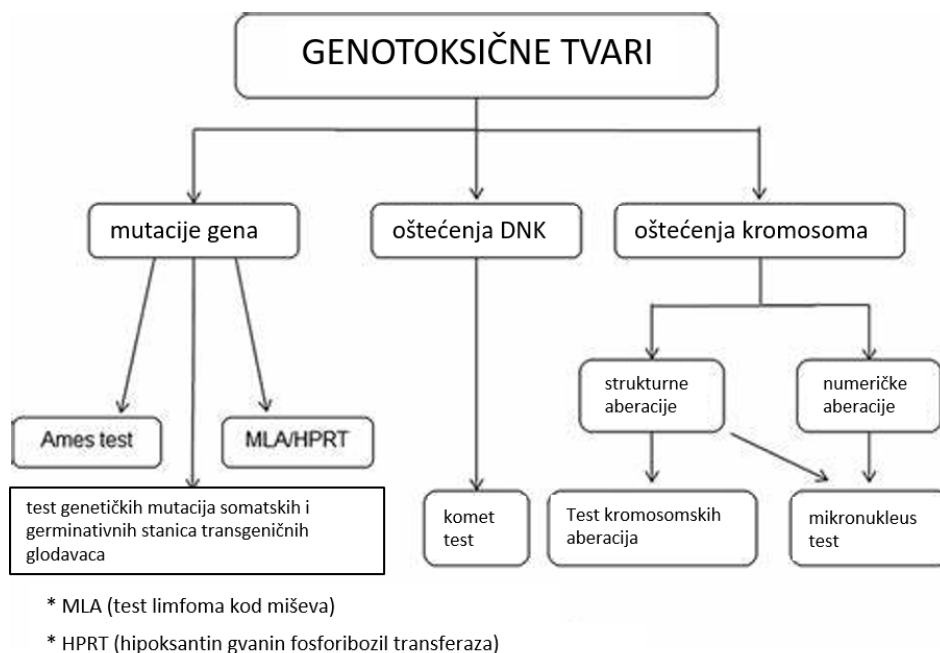 GENOTOKSIČNE TVARI
mutacije gena
oštećenja DNK
oštećenja kromosoma
strukturne
aberacije
numeričke
aberacije
Ames test
MLA/HPRT
test genetičkih mutacija somatskih i
germinativnih stanica transgeničnih
glodavaca
komet
test
Test kromosomskih
aberacija
mikronukleus
test
* MLA (test limfoma kod miševa)
* HPRT (hipoksantin gvanin fosforibozil transferaza)